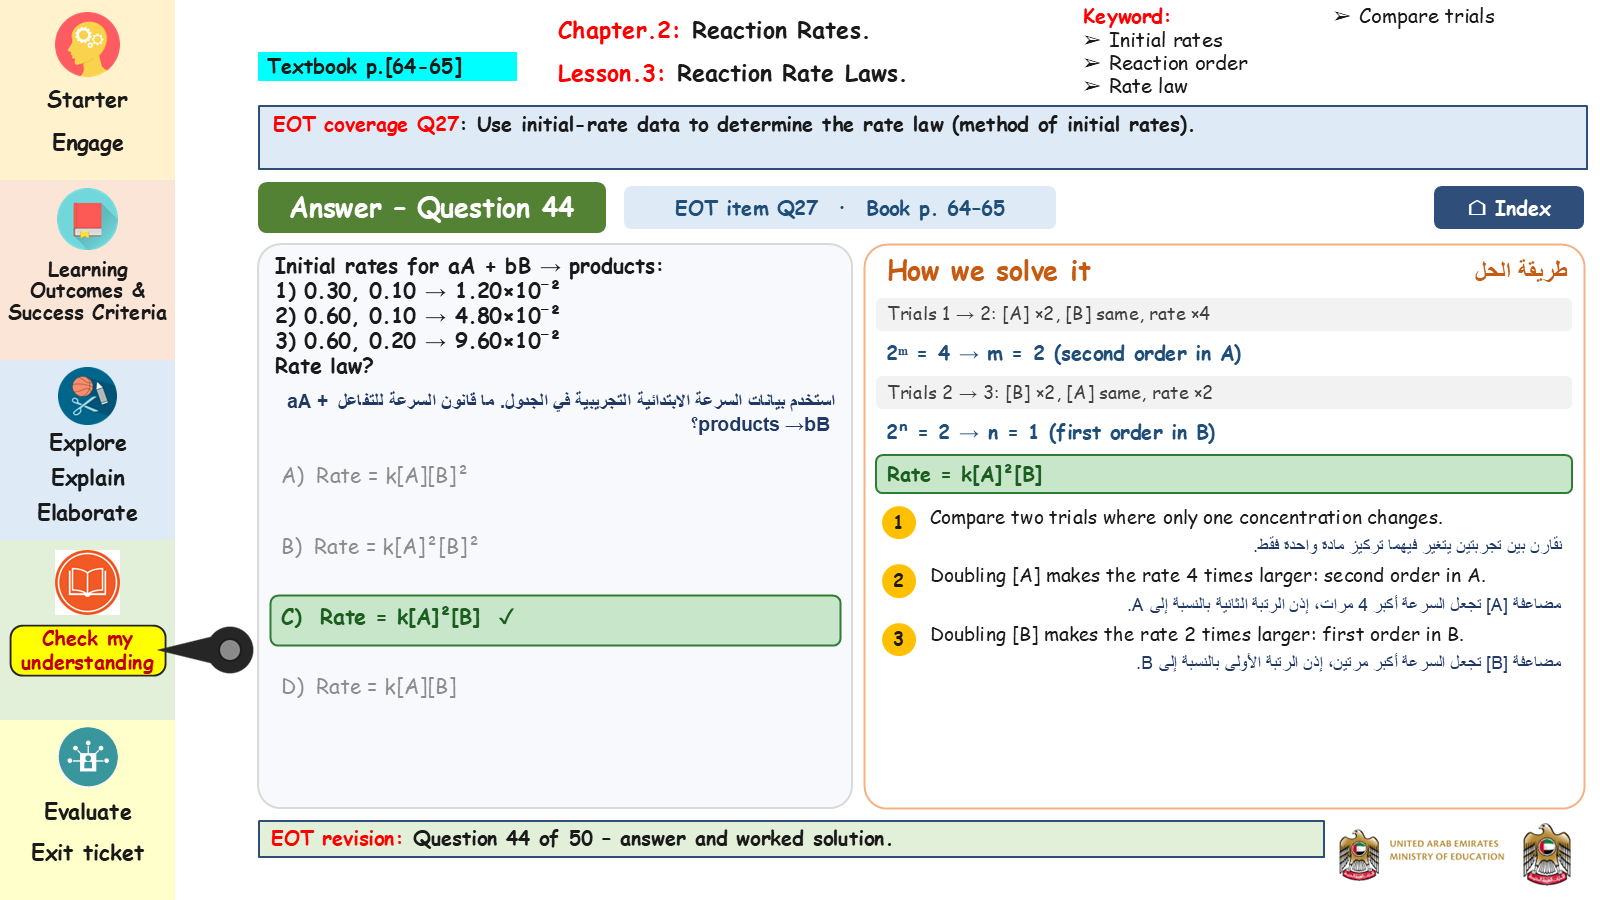 Starter
Engage
Learning
Outcomes &
Success Criteria
Explore
Explain
Elaborate
Check my
understanding
Evaluate
Exit ticket
Textbook p.[64-65]
Chapter.2: Reaction Rates.
Lesson.3: Reaction Rate Laws.
Keyword:
➢ Initial rates
➢ Reaction order
➢ Rate law
➢ Compare trials
EOT coverage Q27: Use initial-rate data to determine the rate law (method of initial rates).
Answer – Question 44
EOT item Q27 · Book p. 64–65
Index
Initial rates for aA + bB → products:
1) 0.30, 0.10 → 1.20×10⁻²
2) 0.60, 0.10 → 4.80×10⁻²
3) 0.60, 0.20 → 9.60×10⁻²
Rate law?
استخدم بيانات السرعة الابتدائية التجريبية في الجدول. ما قانون السرعة للتفاعل aA +
products →bB؟
A) Rate = k[A][B]²
B) Rate = k[A]²[B]²
C) Rate = k[A]²[B] ✓
D) Rate = k[A][B]
How we solve it
طريقة الحل
Trials 1 → 2: [A] ×2, [B] same, rate ×4
2ᵐ = 4 → m = 2 (second order in A)
Trials 2 → 3: [B] ×2, [A] same, rate ×2
2ⁿ = 2 → n = 1 (first order in B)
Rate = k[A]²[B]
1 Compare two trials where only one concentration changes.
نقارن بين تجربتين يتغير فيهما تركيز مادة واحدة فقط.
2 Doubling [A] makes the rate 4 times larger: second order in A.
مضاعفة [A] تجعل السرعة أكبر 4 مرات، إذن الرتبة الثانية بالنسبة إلى A.
3 Doubling [B] makes the rate 2 times larger: first order in B.
مضاعفة [B] تجعل السرعة أكبر مرتين، إذن الرتبة الأولى بالنسبة إلى B.
EOT revision: Question 44 of 50 – answer and worked solution.
UNITED ARAB EMIRATES
MINISTRY OF EDUCATION